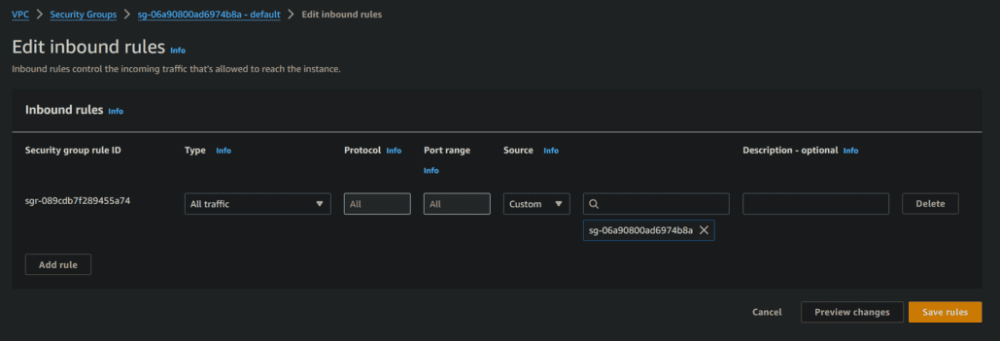 VPC > Security Groups > sg-06a90800ad6974b8a - default > Edit inbound rules
Edit inbound rules Info
Inbound rules control the incoming traffic that's allowed to reach the instance.
Inbound rules Info
Security group rule ID Type Info Protocol Info Port range Info Source Info Description - optional Info
sgr-089cdb7f289455a74 All traffic All All Custom Delete
sg-06a90800ad6974b8a
Add rule
Cancel Preview changes Save rules